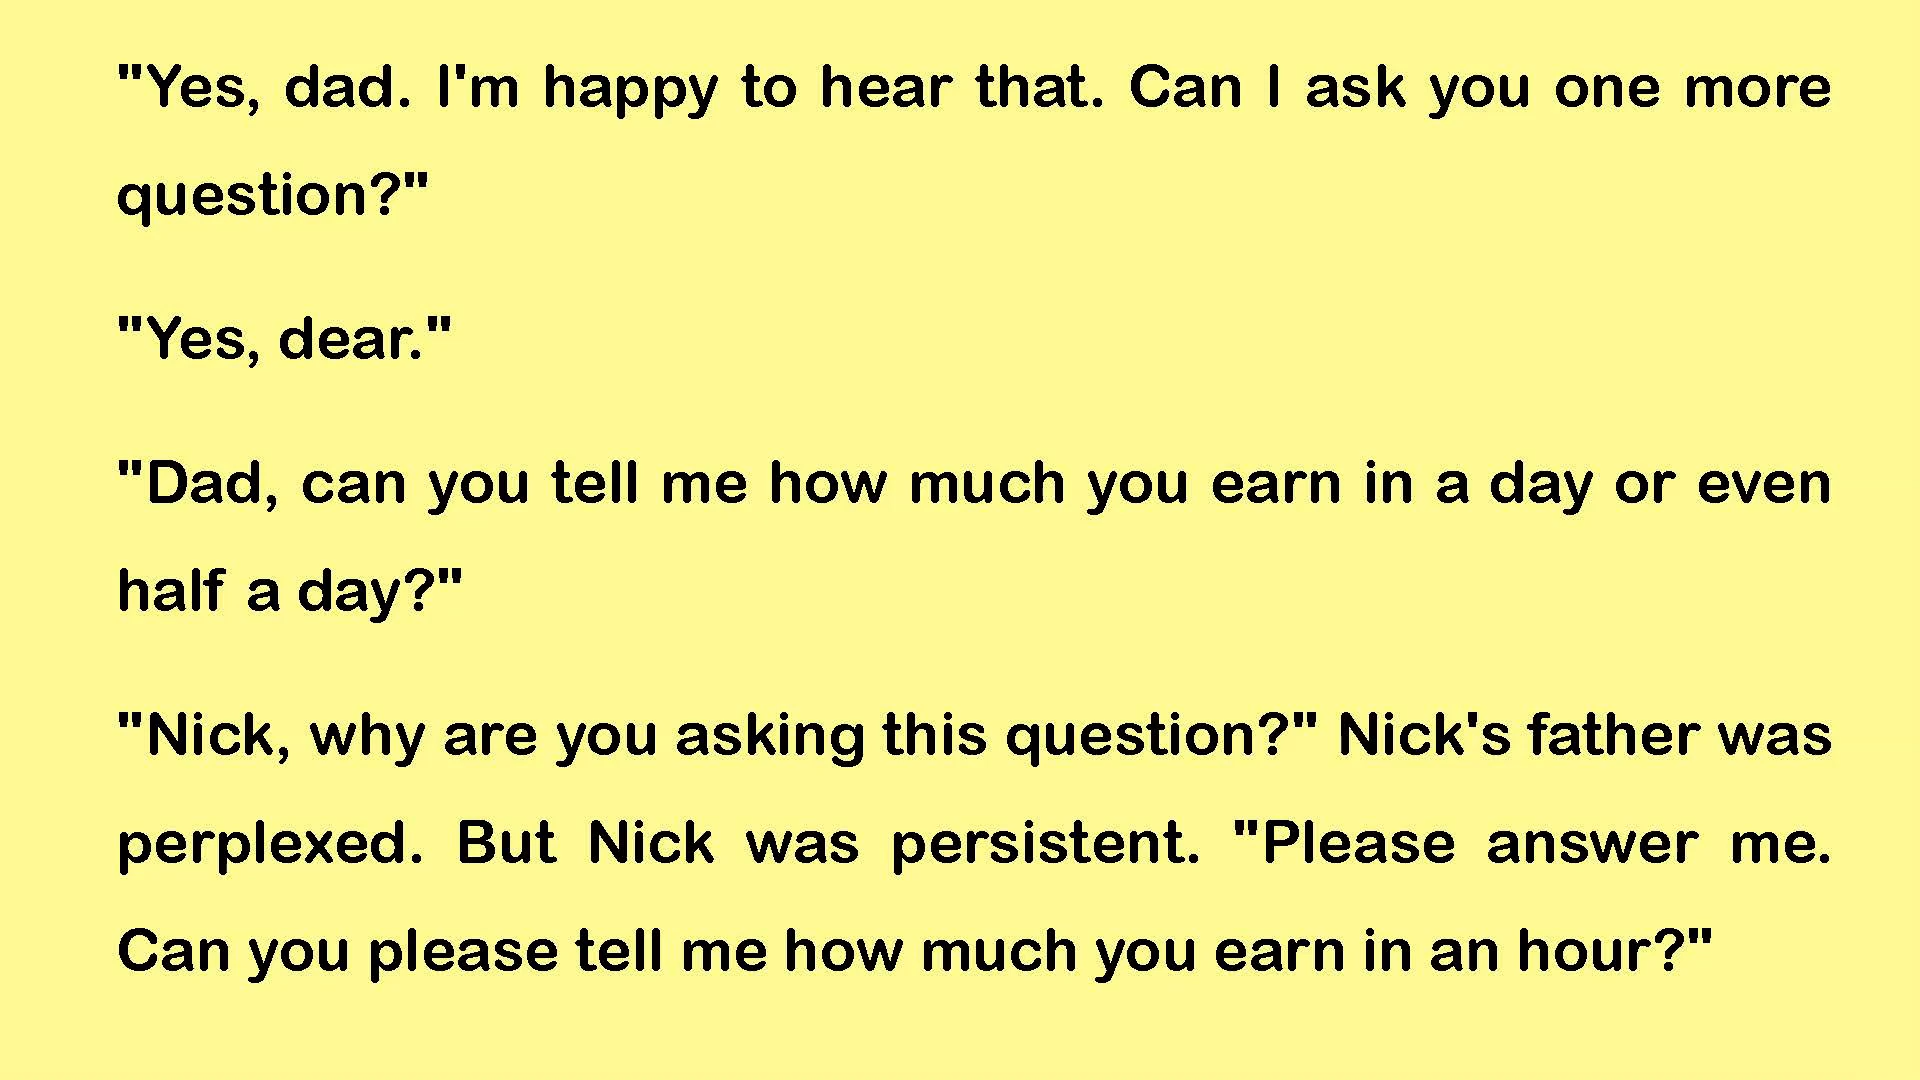 "Yes, dad. I'm happy to hear that. Can I ask you one more
question?"
"Yes, dear."
"Dad, can you tell me how much you earn in a day or even
half a day?"
"Nick, why are you asking this question?" Nick's father was
perplexed. But Nick was persistent. "Please answer me.
Can you please tell me how much you earn in an hour?"